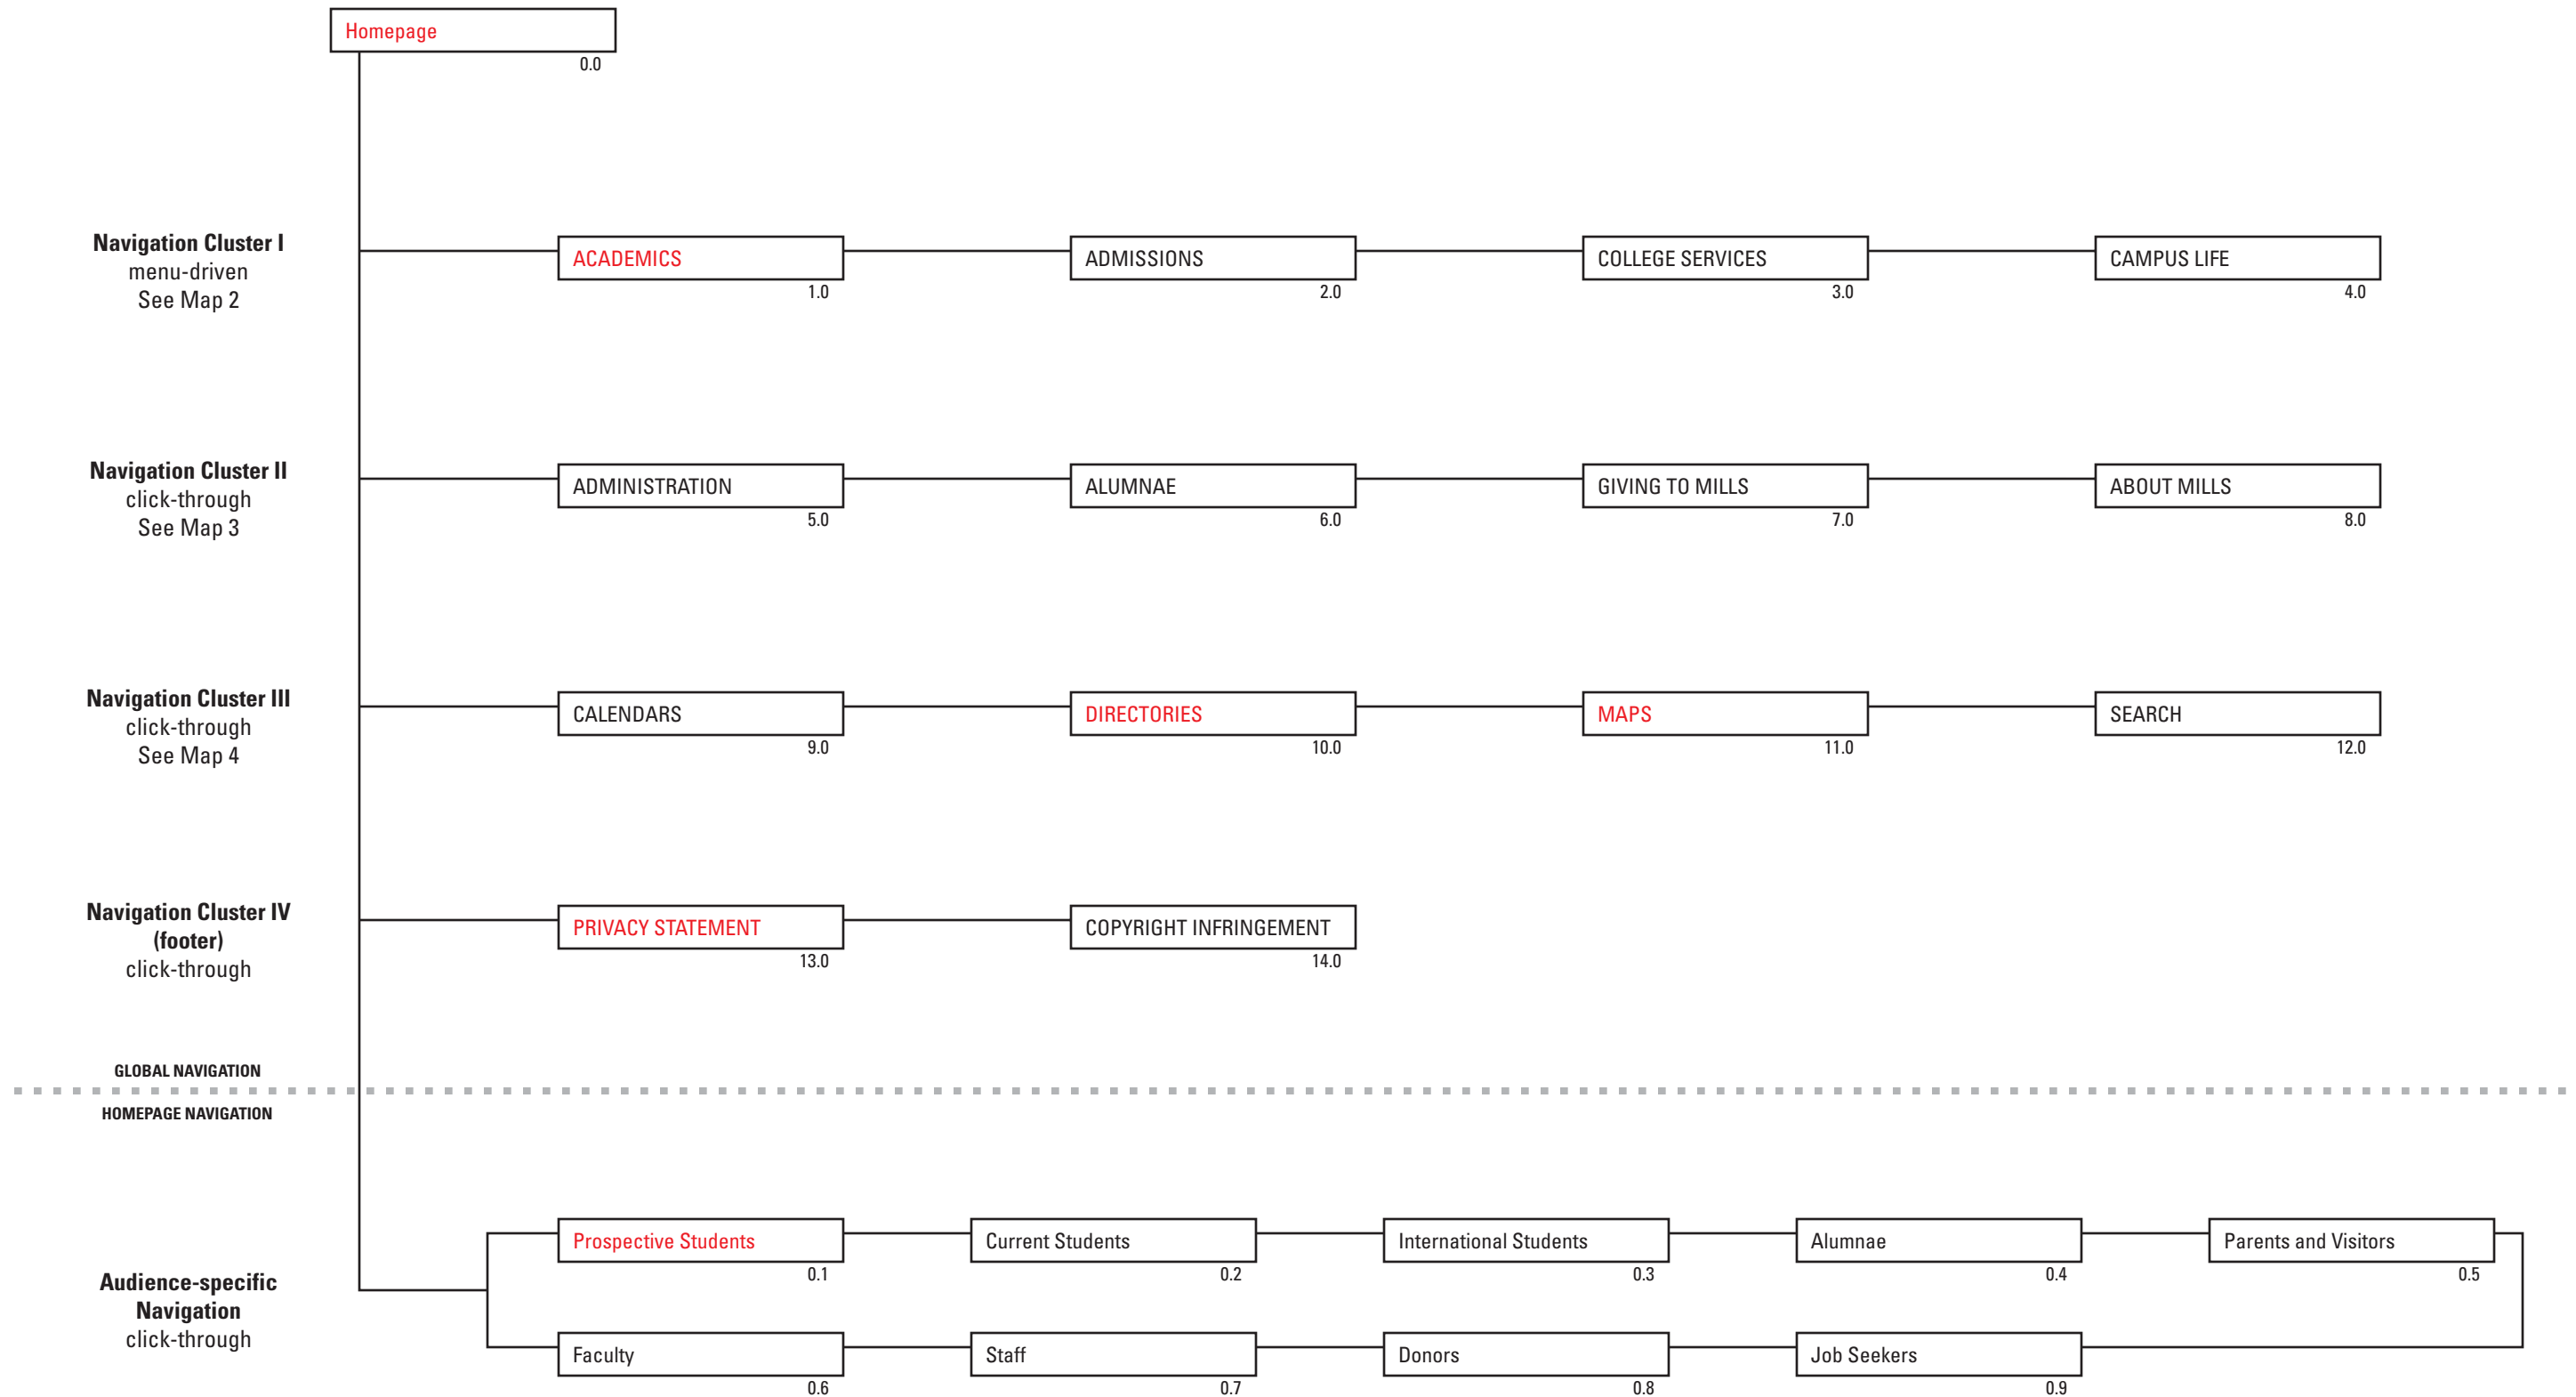 Homepage
0.0
Navigation Cluster I
menu-driven
See Map 2
ACADEMICS
1.0
ADMISSIONS
2.0
COLLEGE SERVICES
3.0
CAMPUS LIFE
4.0
Navigation Cluster II
click-through
See Map 3
ADMINISTRATION
5.0
ALUMNAE
6.0
GIVING TO MILLS
7.0
ABOUT MILLS
8.0
Navigation Cluster III
click-through
See Map 4
CALENDARS
9.0
DIRECTORIES
10.0
MAPS
11.0
SEARCH
12.0
Navigation Cluster IV
(footer)
click-through
PRIVACY STATEMENT
13.0
COPYRIGHT INFRINGEMENT
14.0
GLOBAL NAVIGATION
HOMEPAGE NAVIGATION
Audience-specific
Navigation
click-through
Prospective Students
0.1
Current Students
0.2
International Students
0.3
Alumnae
0.4
Parents and Visitors
0.5
Faculty
0.6
Staff
0.7
Donors
0.8
Job Seekers
0.9